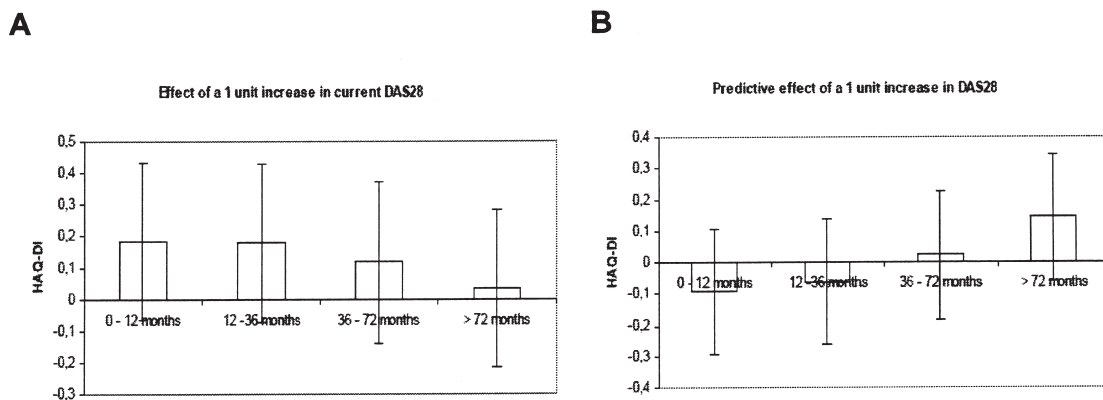 A
Effect of a 1 unit increase in current DAS28
HAQ-DI
0,5
0,4
0,3
0,2
0,1
0
-0,1
-0,2
-0,3
0 - 12 months
12 -36 months
36 - 72 months
> 72 months
B
Predictive effect of a 1 unit increase in DAS28
HAQ-DI
0,4
0,3
0,2
0,1
0
-0,1
-0,2
-0,3
-0,4
0 - 12 months
12 -36 months
36 - 72 months
> 72 months